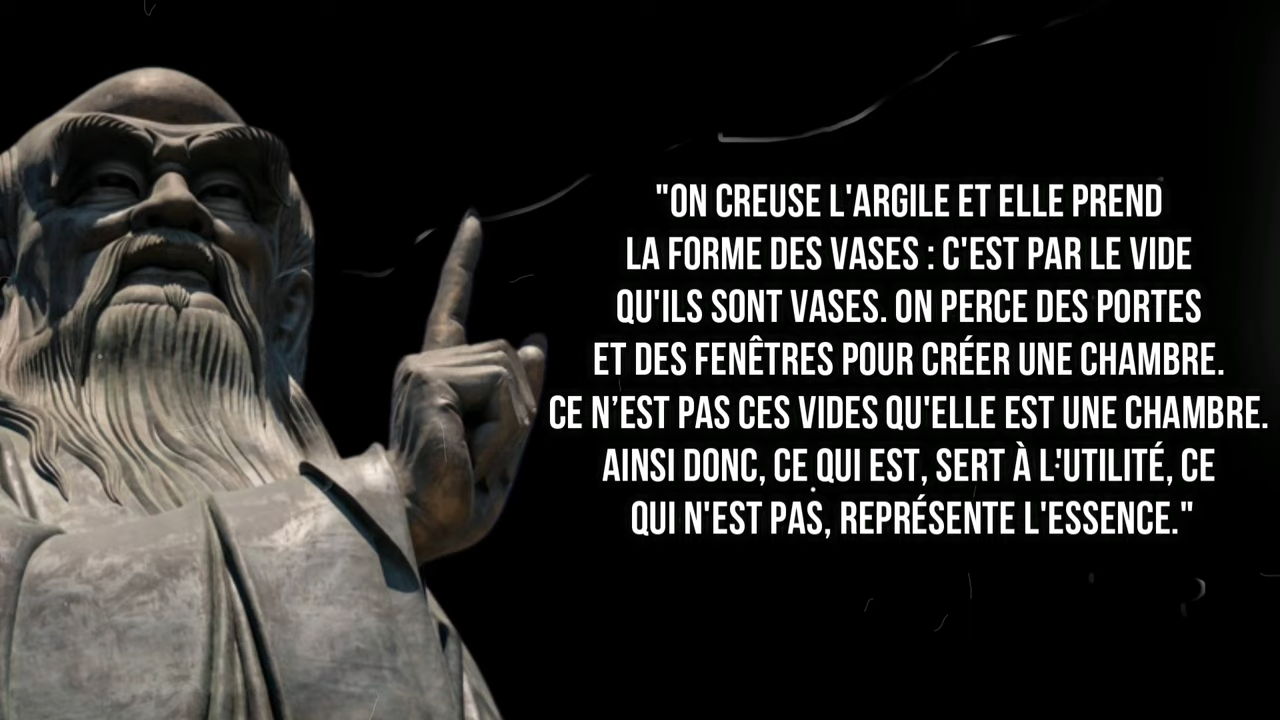 "ON CREUSE L'ARGILE ET ELLE PREND
LA FORME DES VASES : C'EST PAR LE VIDE
QU'ILS SONT VASES. ON PERCE DES PORTES
ET DES FENÊTRES POUR CRÉER UNE CHAMBRE.
CE N’EST PAS CES VIDES QU'ELLE EST UNE CHAMBRE.
AINSI DONC, CE QUI EST, SERT À L'UTILITÉ, CE
QUI N'EST PAS, REPRÉSENTE L'ESSENCE."